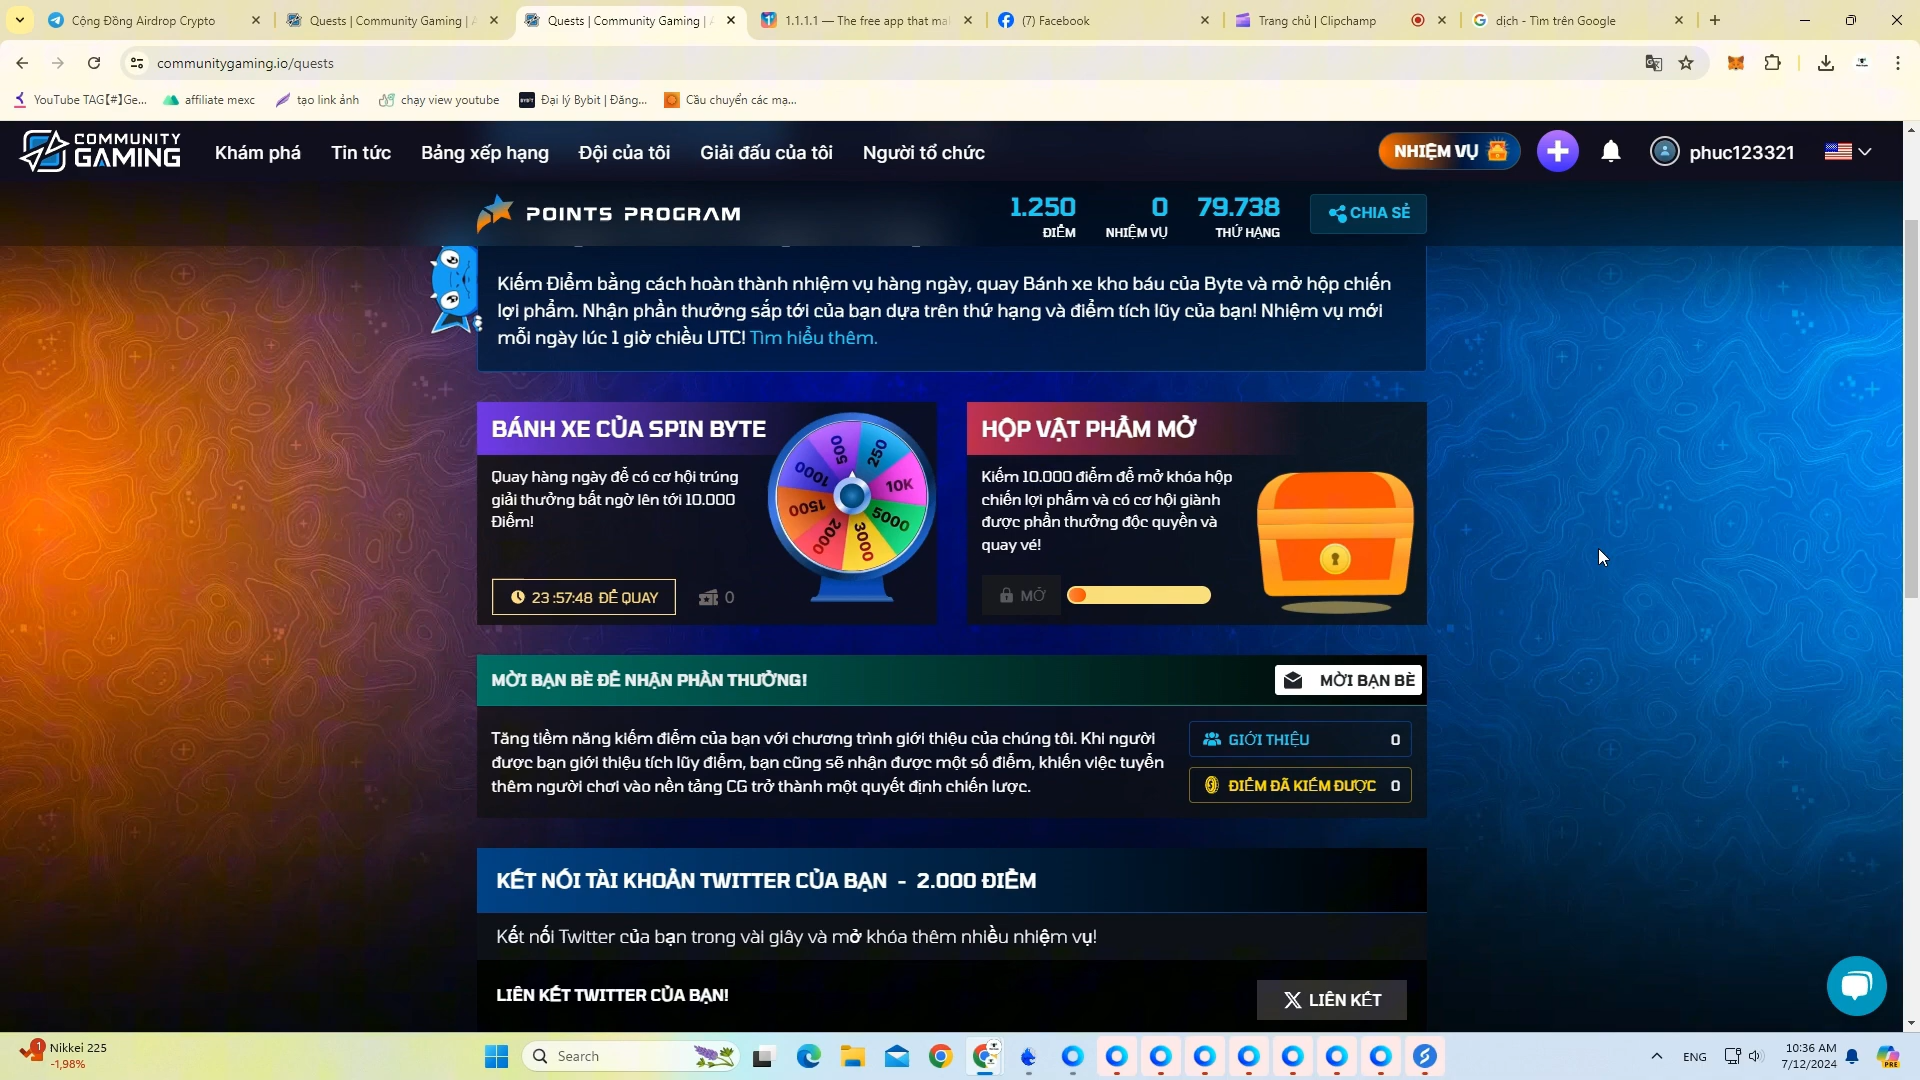 Cộng Đồng Airdrop Crypto
Quests | Community Gaming |
Quests | Community Gaming |
1.1.1.1 — The free app that ma
(7) Facebook
Trang chủ | Clipchamp
dịch - Tìm trên Google
communitygaming.io/quests
YouTube TAG【#】Ge...
affiliate mexc
tạo link ảnh
chạy view youtube
Đại lý Bybit | Đăng...
Cầu chuyển các mạ...
COMMUNITY
GAMING
Khám phá
Tin tức
Bảng xếp hạng
Đội của tôi
Giải đấu của tôi
Người tổ chức
NHIỆM VỤ
phuc123321
POINTS PROGRAM
1.250
ĐIỂM
0
NHIỆM VỤ
79.738
THỨ HẠNG
CHIA SẺ
Kiếm Điểm bằng cách hoàn thành nhiệm vụ hàng ngày, quay Bánh xe kho báu của Byte và mở hộp chiến
lợi phẩm. Nhận phần thưởng sắp tới của bạn dựa trên thứ hạng và điểm tích lũy của bạn! Nhiệm vụ mới
mỗi ngày lúc 1 giờ chiều UTC! Tìm hiểu thêm.
BÁNH XE CỦA SPIN BYTE
Quay hàng ngày để có cơ hội trúng
giải thưởng bất ngờ lên tới 10.000
Điểm!
23 :57:48 ĐỂ QUAY
0
500
250
10K
5000
3000
2000
1500
1000
HỘP VẬT PHẨM MỞ
Kiếm 10.000 điểm để mở khóa hộp
chiến lợi phẩm và có cơ hội giành
được phần thưởng độc quyền và
quay vé!
MỞ
MỜI BẠN BÈ ĐỂ NHẬN PHẦN THƯỞNG!
MỜI BẠN BÈ
Tăng tiềm năng kiếm điểm của bạn với chương trình giới thiệu của chúng tôi. Khi người
được bạn giới thiệu tích lũy điểm, bạn cũng sẽ nhận được một số điểm, khiến việc tuyển
thêm người chơi vào nền tảng CG trở thành một quyết định chiến lược.
GIỚI THIỆU 0
ĐIỂM ĐÃ KIẾM ĐƯỢC 0
KẾT NỐI TÀI KHOẢN TWITTER CỦA BẠN - 2.000 ĐIỂM
Kết nối Twitter của bạn trong vài giây và mở khóa thêm nhiều nhiệm vụ!
LIÊN KẾT TWITTER CỦA BẠN!
LIÊN KẾT
1
Nikkei 225
-1,98%
Search
ENG
10:36 AM
7/12/2024
PRE